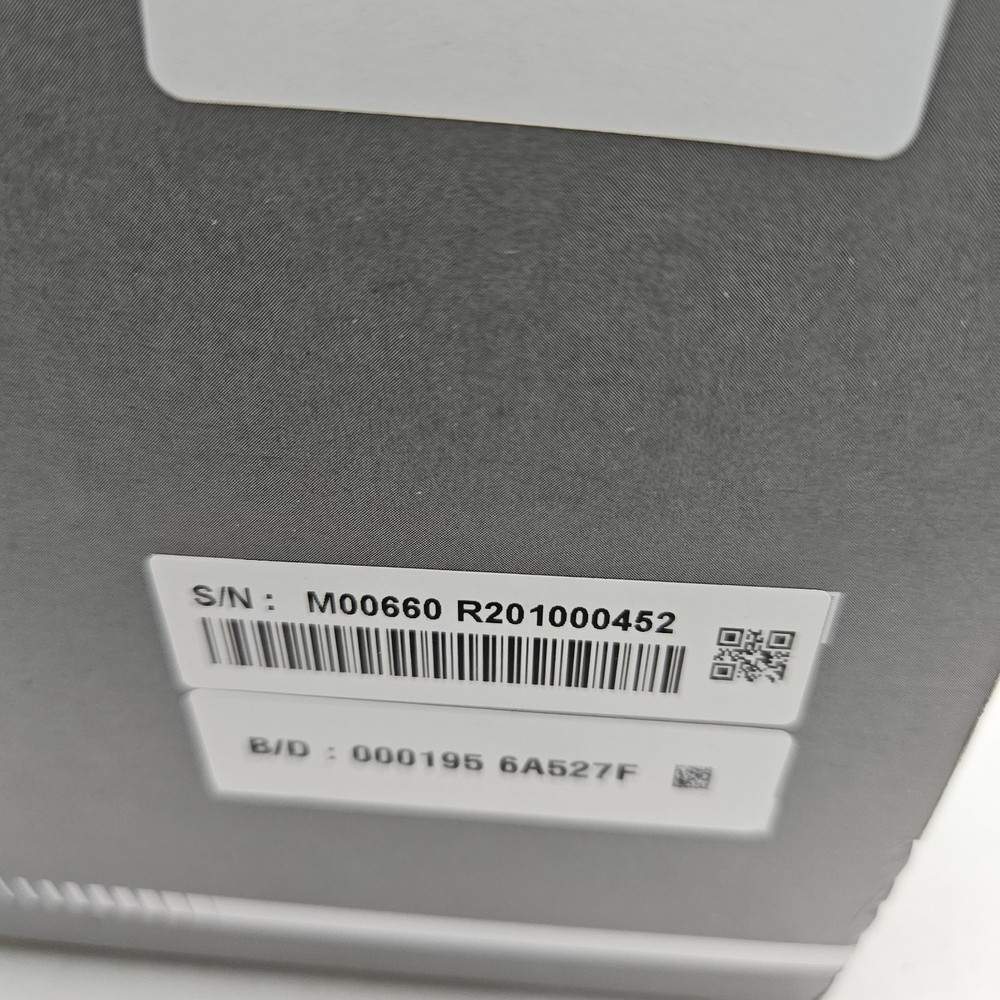 S/N : M00660 R201000452
B/D : 000195 6A527F